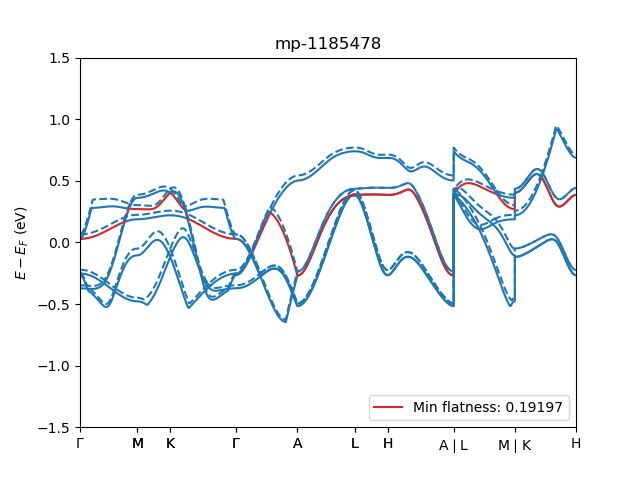 mp-1185478
E − E_F (eV)
1.5
1.0
0.5
0.0
−0.5
−1.0
−1.5
Min flatness: 0.19197
Γ M K Γ A L H A | L M | K H